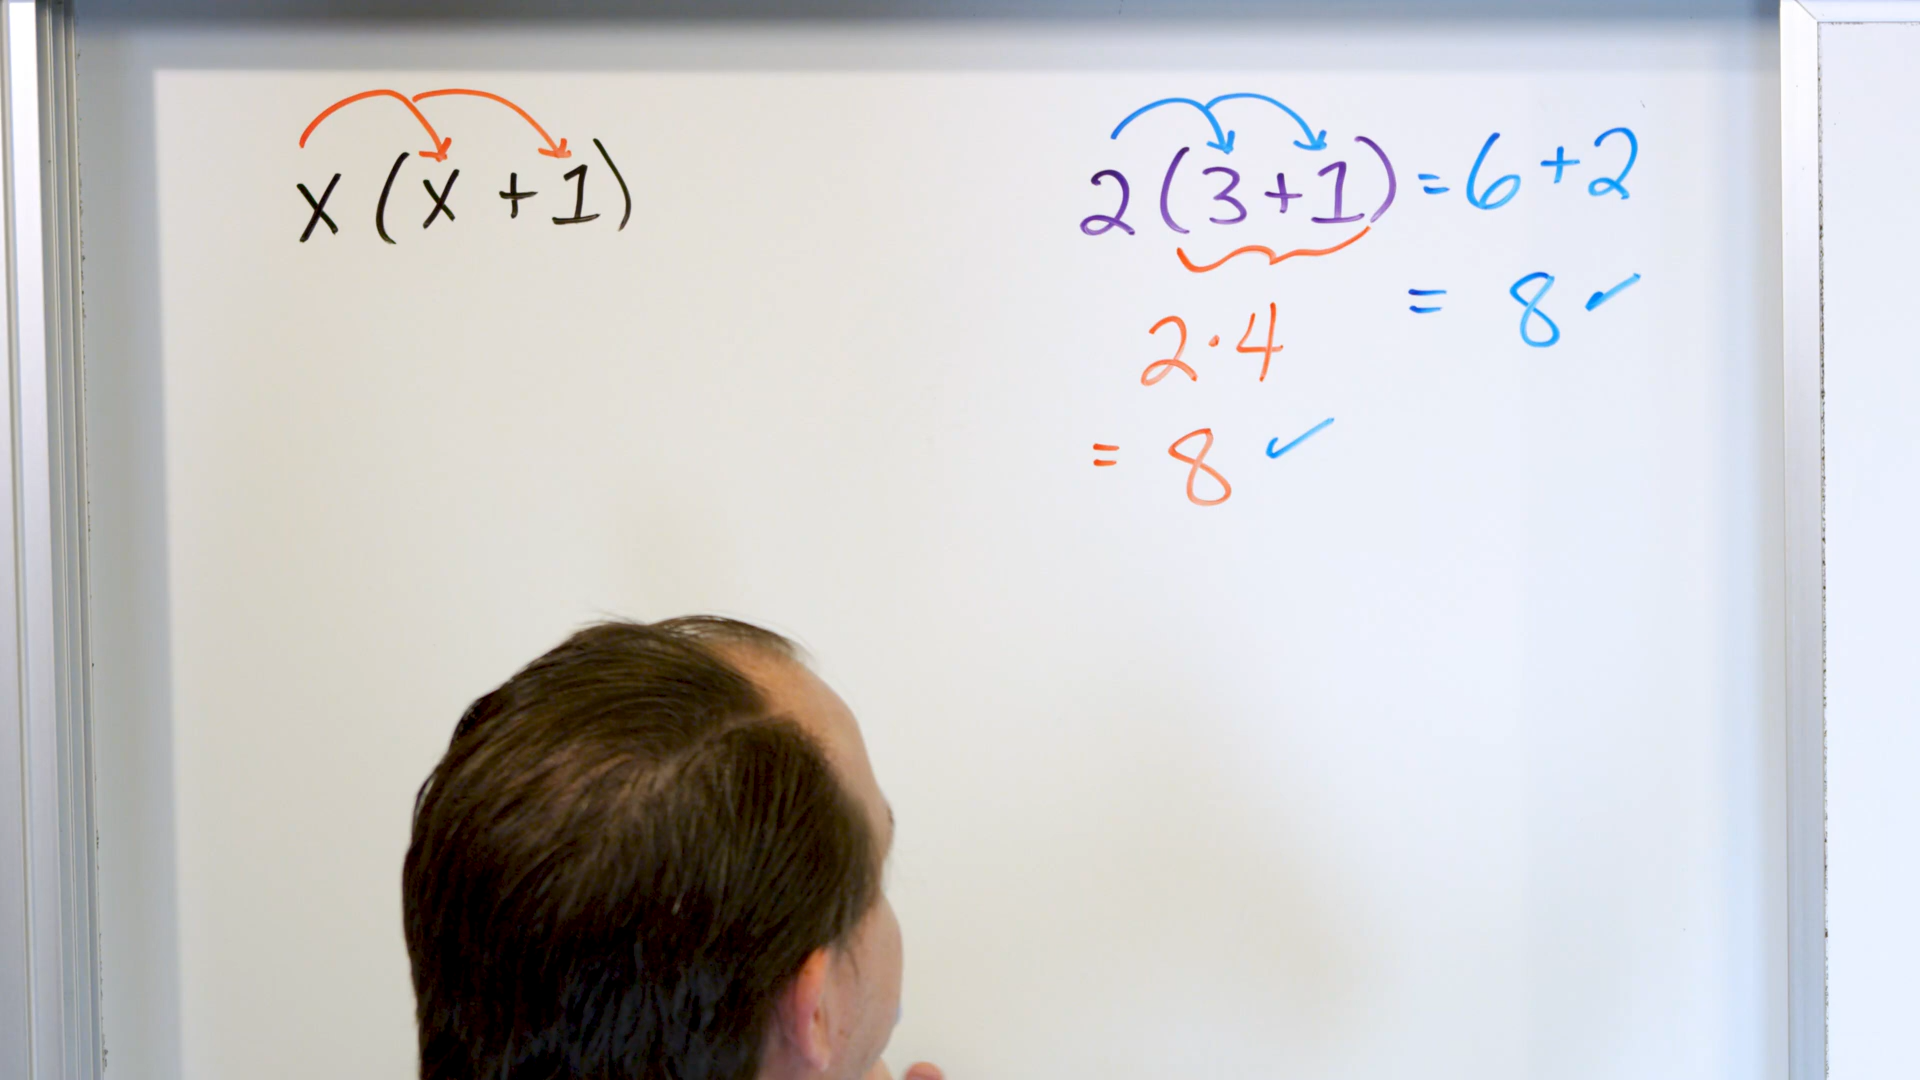 x(x+1)
2(3+1)=6+2
2·4
= 8 ✓
= 8 ✓